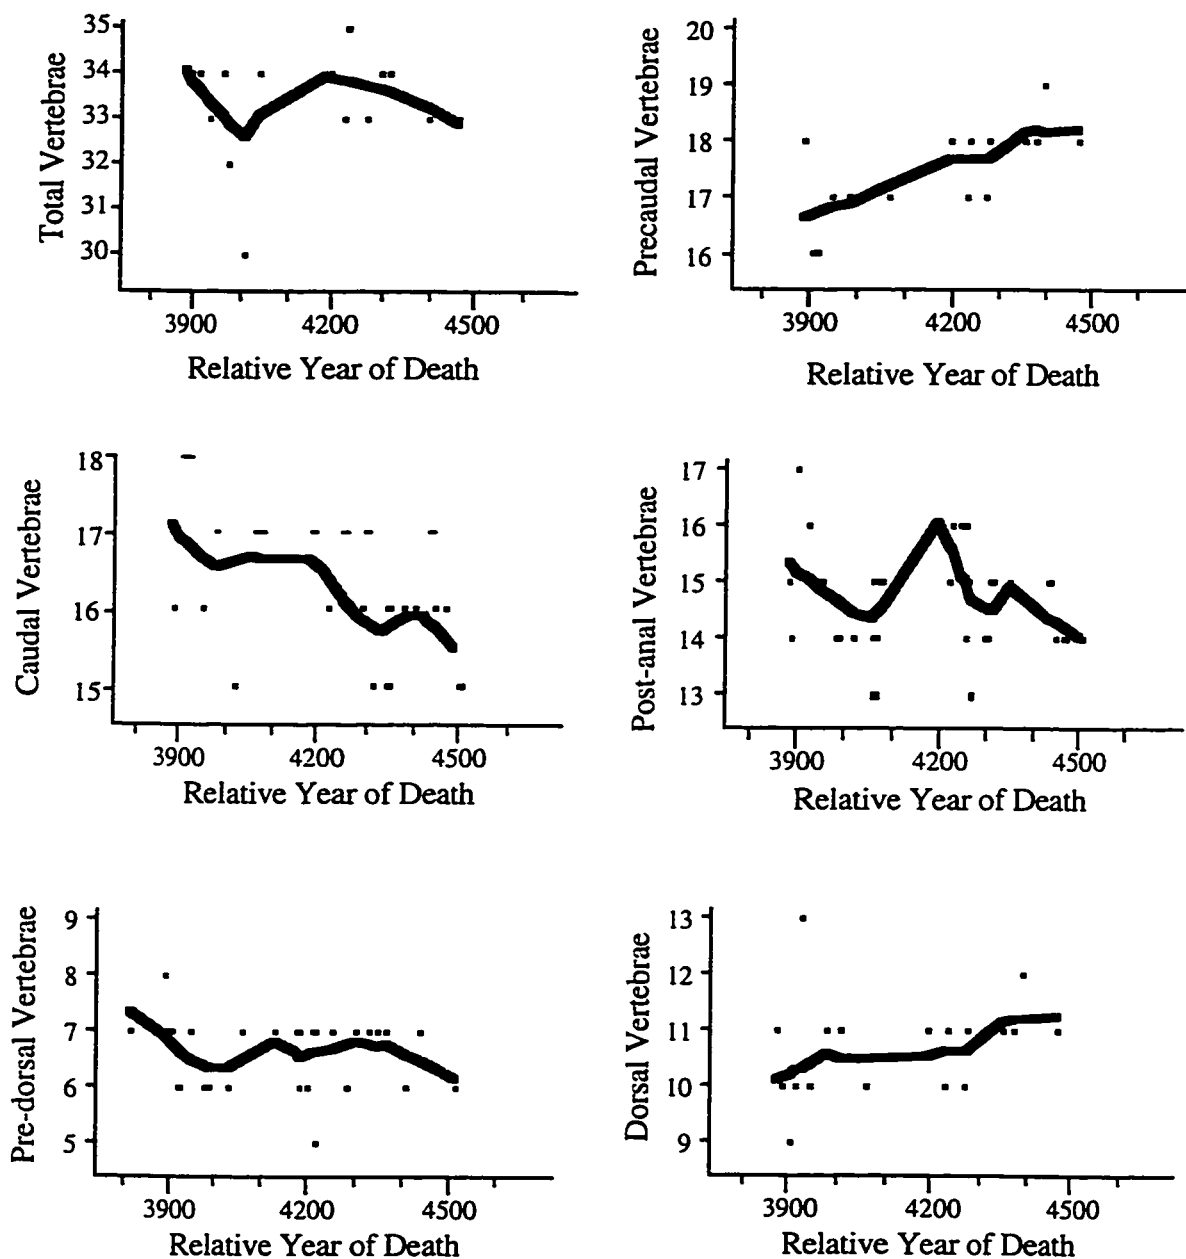 Total Vertebrae
35
34
33
32
31
30
3900 4200 4500
Relative Year of Death
Precaudal Vertebrae
20
19
18
17
16
3900 4200 4500
Relative Year of Death
Caudal Vertebrae
18
17
16
15
3900 4200 4500
Relative Year of Death
Post-anal Vertebrae
17
16
15
14
13
3900 4200 4500
Relative Year of Death
Pre-dorsal Vertebrae
9
8
7
6
5
3900 4200 4500
Relative Year of Death
Dorsal Vertebrae
13
12
11
10
9
3900 4200 4500
Relative Year of Death